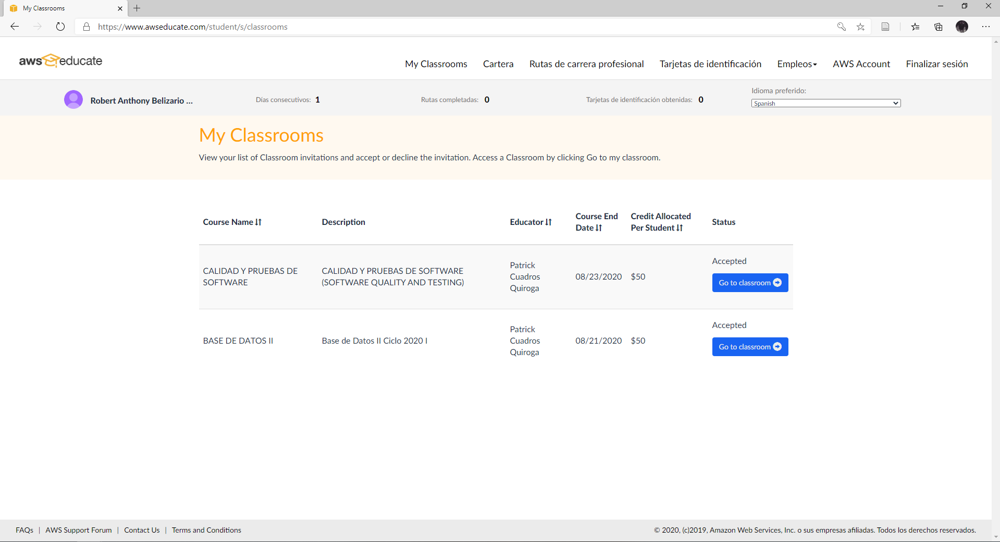 My Classrooms
https://www.awseducate.com/student/s/classrooms
aws educate
My Classrooms Cartera Rutas de carrera profesional Tarjetas de identificación Empleos AWS Account Finalizar sesión
Robert Anthony Belizario ... Días consecutivos: 1 Rutas completadas: 0 Tarjetas de identificación obtenidas: 0 Idioma preferido:
Spanish
My Classrooms
View your list of Classroom invitations and accept or decline the invitation. Access a Classroom by clicking Go to my classroom.
Course Name Description Educator Course End Date Credit Allocated Per Student Status
CALIDAD Y PRUEBAS DE SOFTWARE
CALIDAD Y PRUEBAS DE SOFTWARE
(SOFTWARE QUALITY AND TESTING)
Patrick
Cuadros
Quiroga
08/23/2020 $50
Accepted
Go to classroom
BASE DE DATOS II Base de Datos II Ciclo 2020 I
Patrick
Cuadros
Quiroga
08/21/2020 $50
Accepted
Go to classroom
FAQs | AWS Support Forum | Contact Us | Terms and Conditions © 2020, (c)2019, Amazon Web Services, Inc. o sus empresas afiliadas. Todos los derechos reservados.